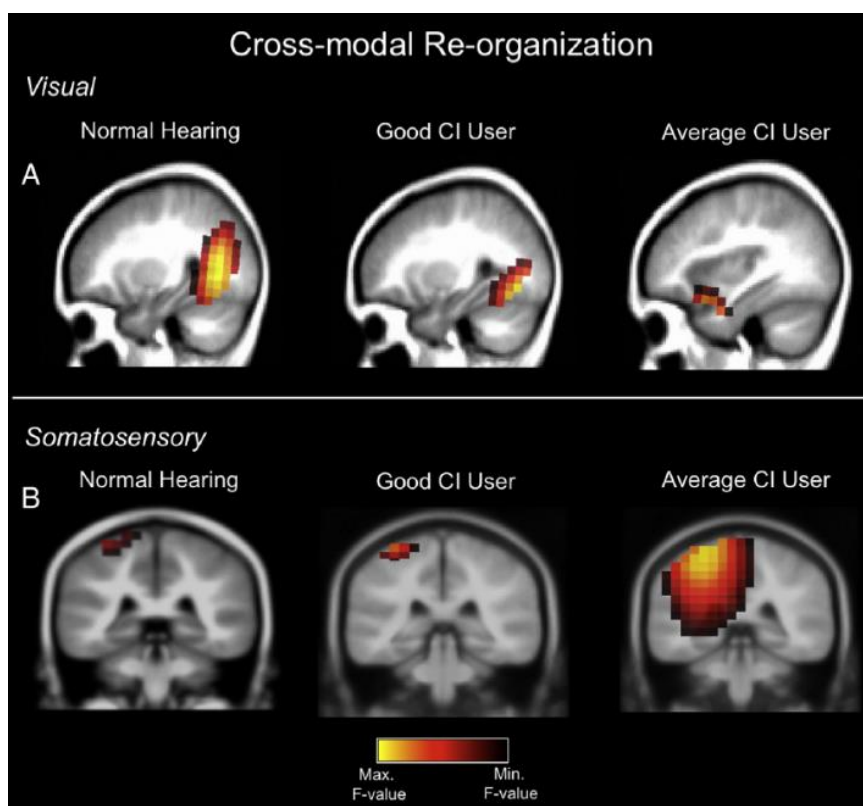 Cross-modal Re-organization
Visual
Normal Hearing Good CI User Average CI User
A
Somatosensory
Normal Hearing Good CI User Average CI User
B
Max. Min.
F-value F-value